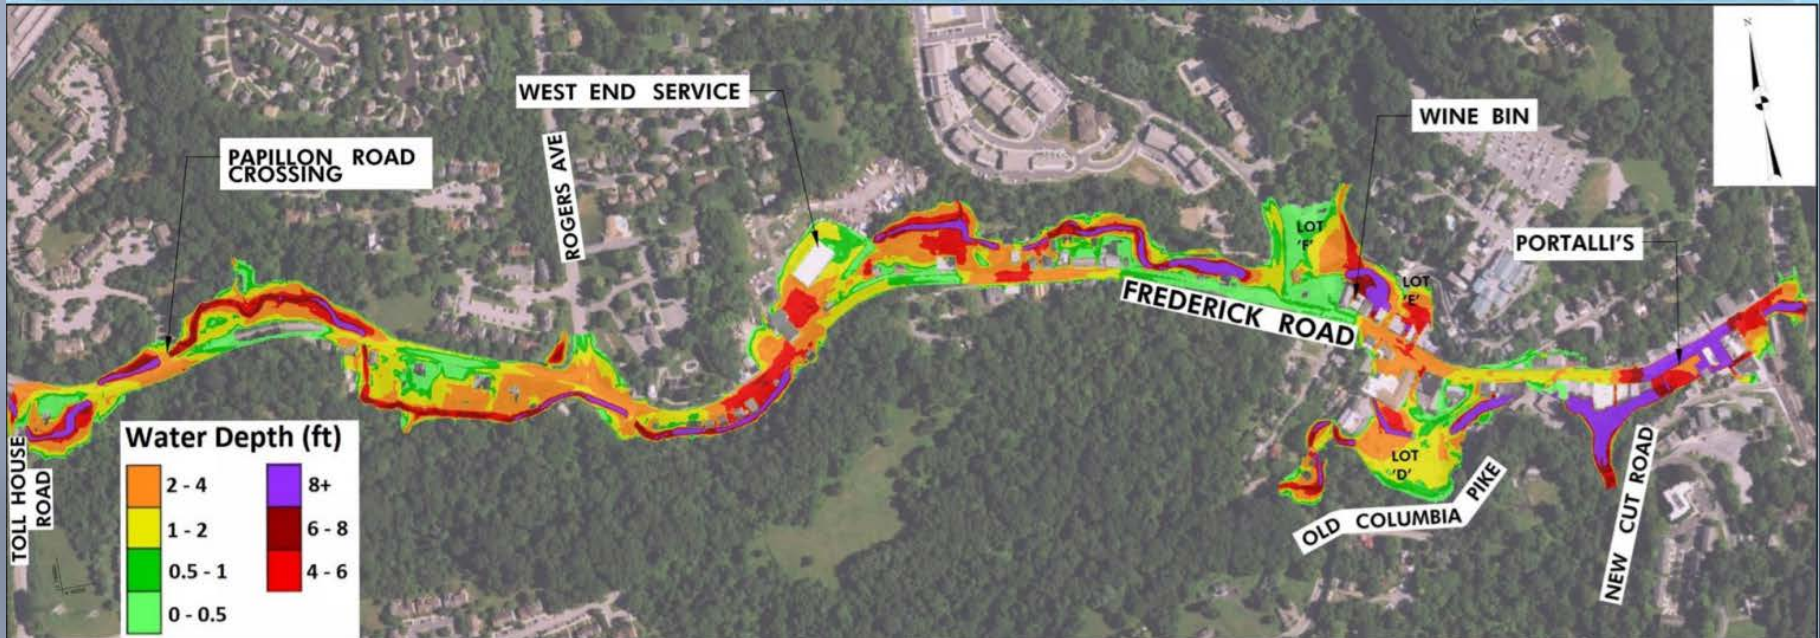 WEST END SERVICE
WINE BIN
PAPILLON ROAD
CROSSING
ROGERS AVE
LOT
'F'
PORTALLI'S
LOT
'E'
FREDERICK ROAD
TOLL HOUSE
ROAD
Water Depth (ft)
2 - 4
1 - 2
0.5 - 1
0 - 0.5
8+
6 - 8
4 - 6
LOT
'D'
OLD COLUMBIA PIKE
NEW CUT ROAD
N